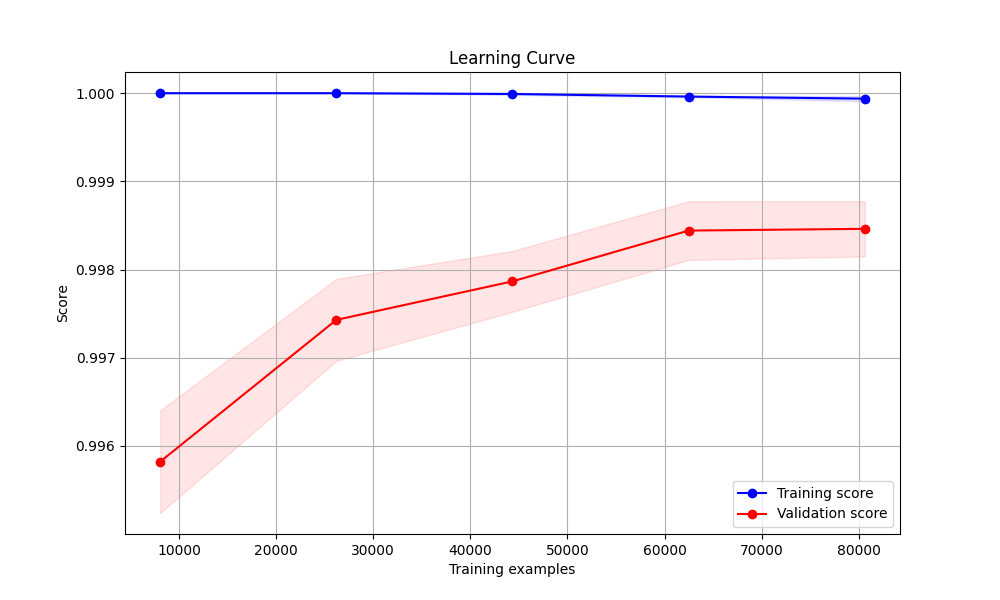 Learning Curve
1.000
0.999
0.998
0.997
0.996
Score
10000 20000 30000 40000 50000 60000 70000 80000
Training examples
Training score
Validation score